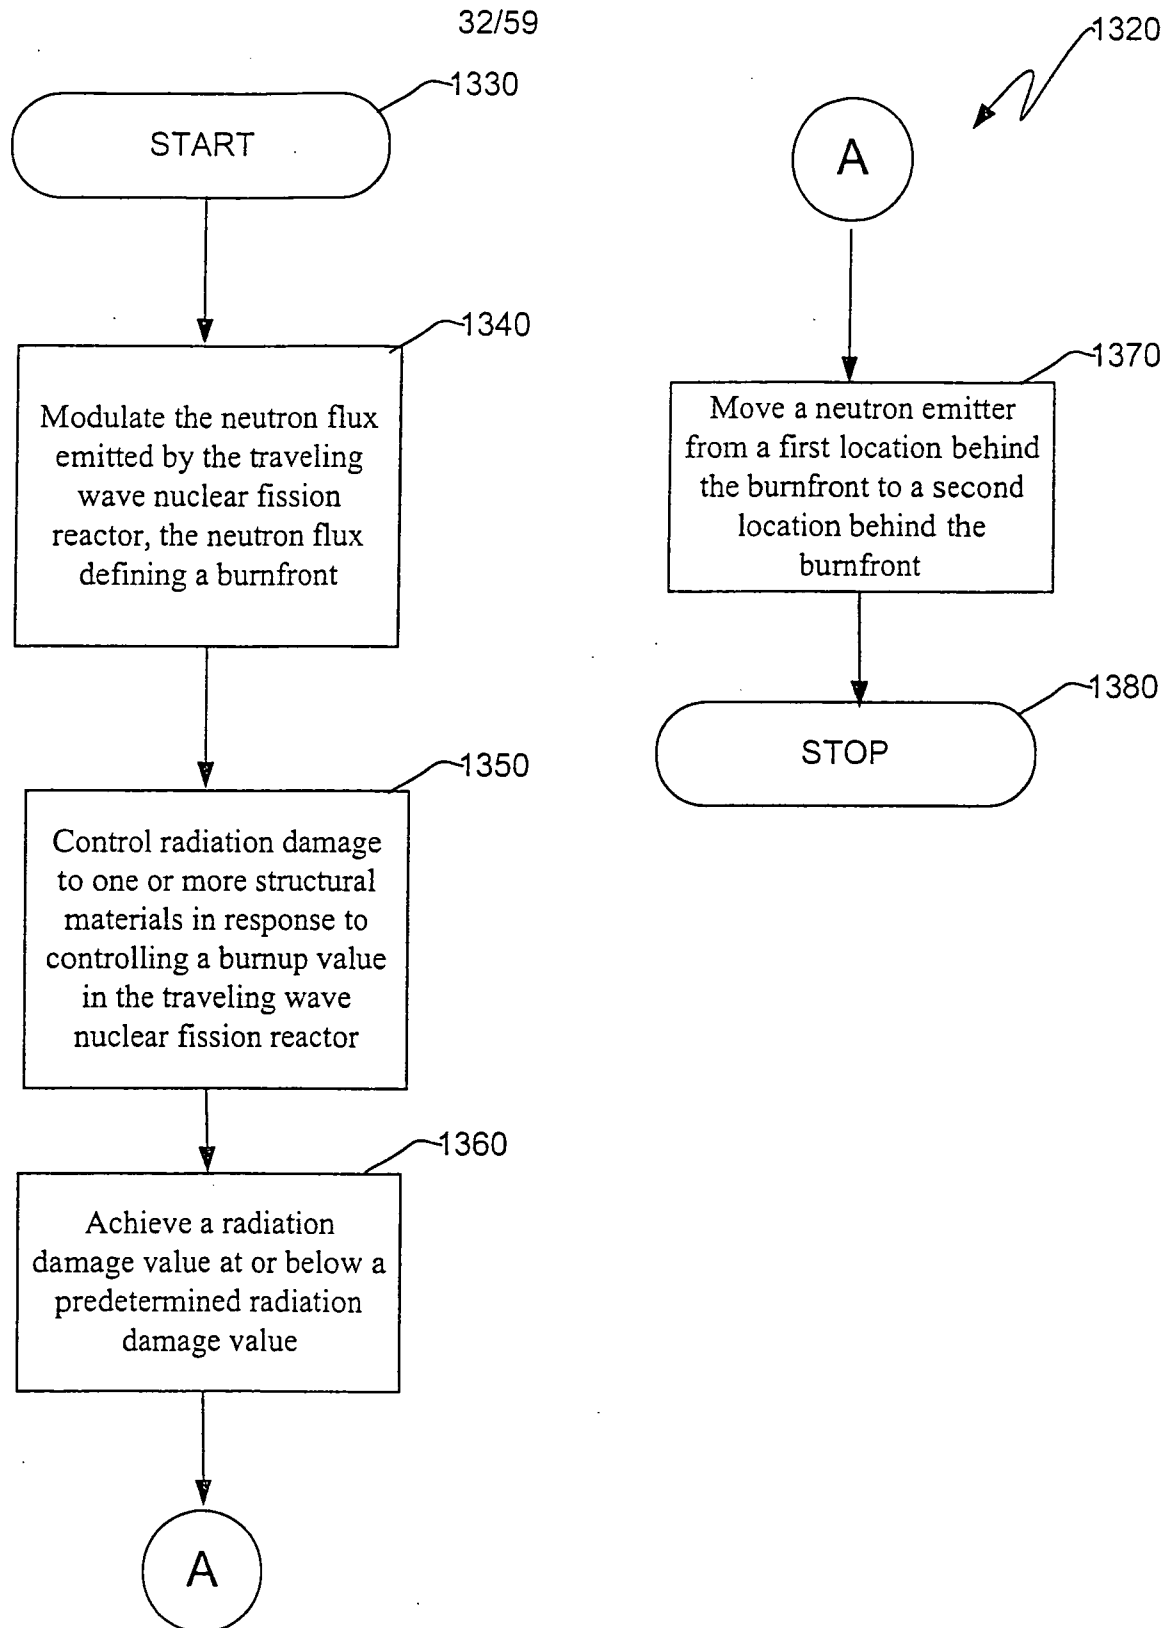 32/59
1330
START
1340
Modulate the neutron flux
emitted by the traveling
wave nuclear fission
reactor, the neutron flux
defining a burnfront
1350
Control radiation damage
to one or more structural
materials in response to
controlling a burnup value
in the traveling wave
nuclear fission reactor
1360
Achieve a radiation
damage value at or below a
predetermined radiation
damage value
A
1320
A
1370
Move a neutron emitter
from a first location behind
the burnfront to a second
location behind the
burnfront
1380
STOP